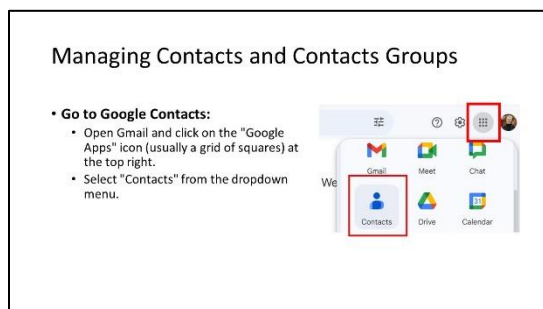 Managing Contacts and Contacts Groups
• Go to Google Contacts:
• Open Gmail and click on the "Google
Apps" icon (usually a grid of squares) at
the top right.
• Select "Contacts" from the dropdown
menu.
We
Gmail Meet Chat
31
Contacts Drive Calendar